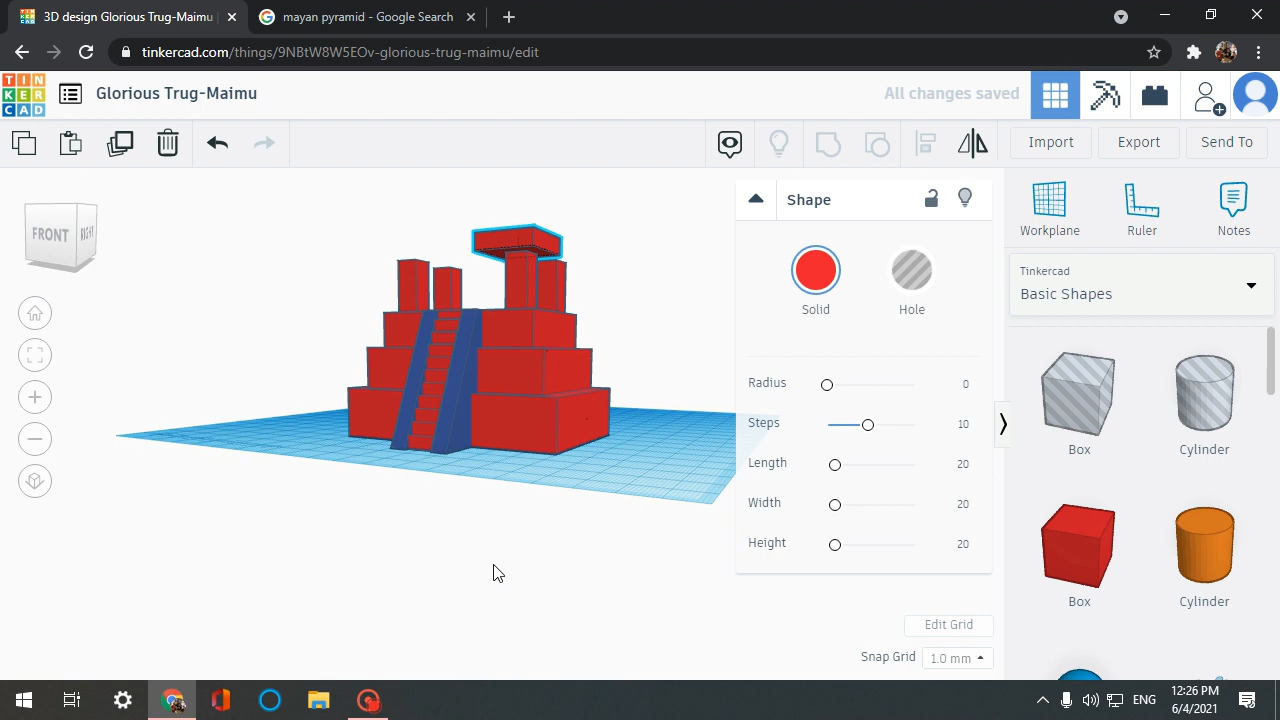 3D design Glorious Trug-Maimu
mayan pyramid - Google Search
tinkercad.com/things/9NBtW8W5EOv-glorious-trug-maimu/edit
TIN
KER
CAD
Glorious Trug-Maimu
All changes saved
Import
Export
Send To
FRONT
RIGHT
Shape
Solid
Hole
Radius 0
Steps 10
Length 20
Width 20
Height 20
Workplane
Ruler
Notes
Tinkercad
Basic Shapes
Box
Cylinder
Box
Cylinder
Edit Grid
Snap Grid 1.0 mm
ENG
12:26 PM
6/4/2021